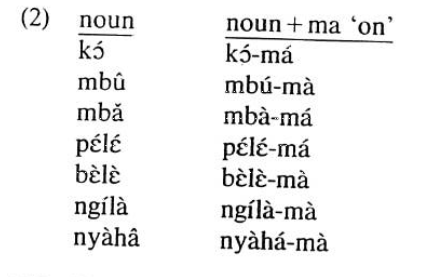 (2) noun noun + ma ‘on’
kɔ́ kɔ́-má
mbû mbú-mà
mbǎ mbà-má
pɛ́lɛ́ pɛ́lɛ́-má
bɛ̀lɛ̀ bɛ̀lɛ̀-mà
ngílà ngílà-mà
nyàhâ nyàhá-mà